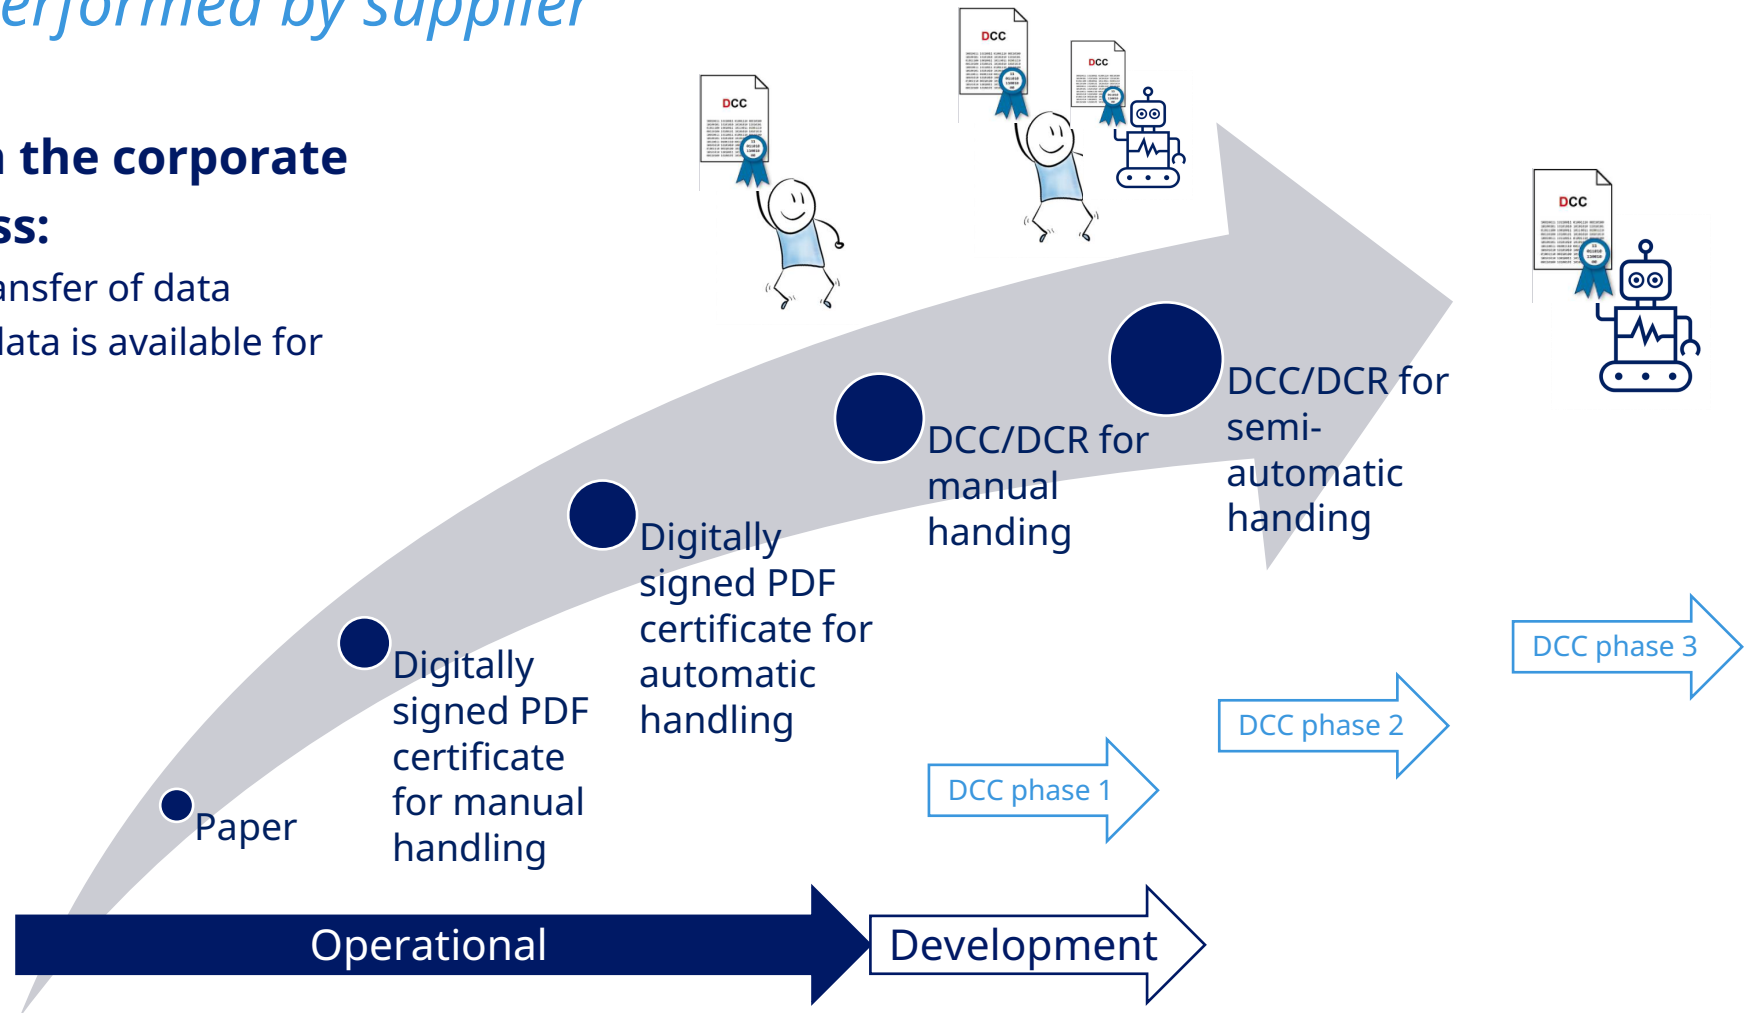 erformed by supplier
the corporate
ss:
ansfer of data
data is available for
DCC
DCC
DCC
DCC
DCC/DCR for
semi-
automatic
handing
DCC/DCR for
manual
handing
Digitally
signed PDF
certificate for
automatic
handling
Digitally
signed PDF
certificate
for manual
handling
Paper
DCC phase 1
DCC phase 2
DCC phase 3
Operational
Development